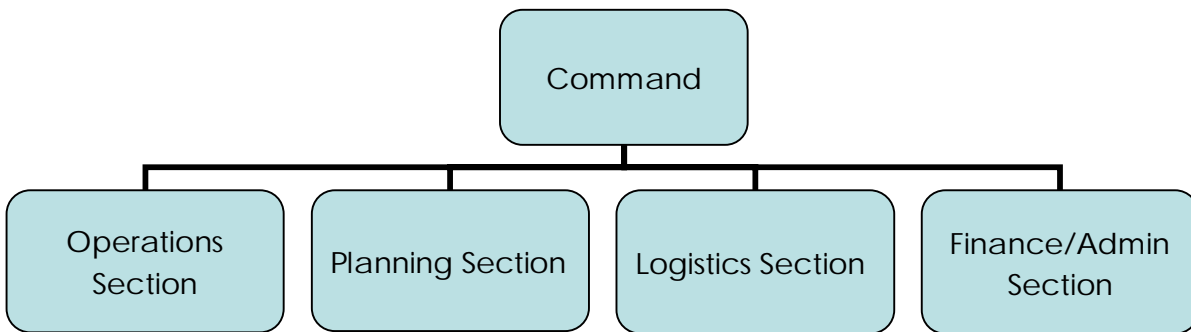 Command
Operations
Section
Planning Section
Logistics Section
Finance/Admin
Section